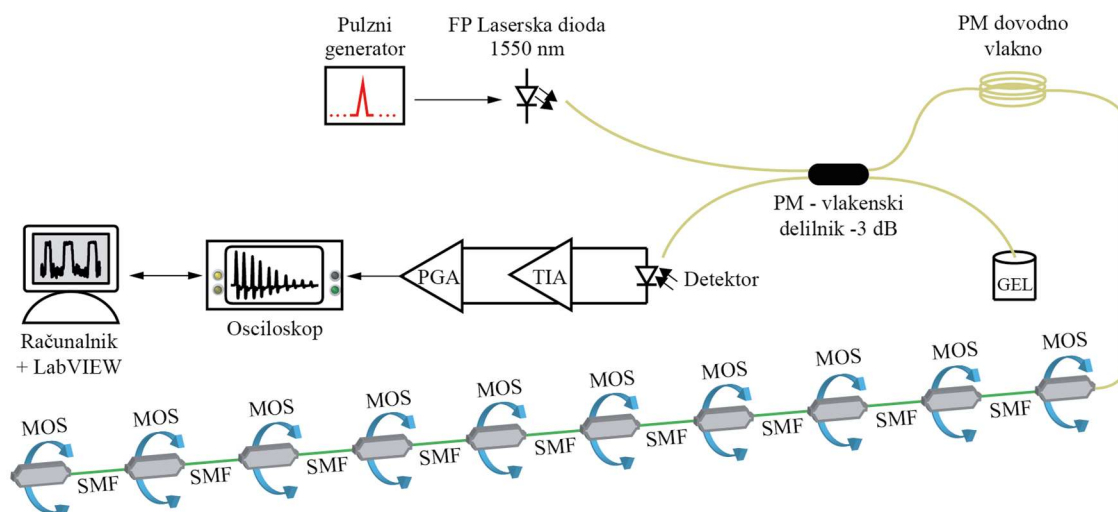 Pulzni
generator
FP Laserska dioda
1550 nm
PM dovodno
vlakno
PM - vlakenski
delilnik -3 dB
GEL
Detektor
TIA
PGA
Osciloskop
Računalnik
+ LabVIEW
MOS
MOS
MOS
MOS
MOS
MOS
MOS
MOS
MOS
MOS
SMF
SMF
SMF
SMF
SMF
SMF
SMF
SMF
SMF